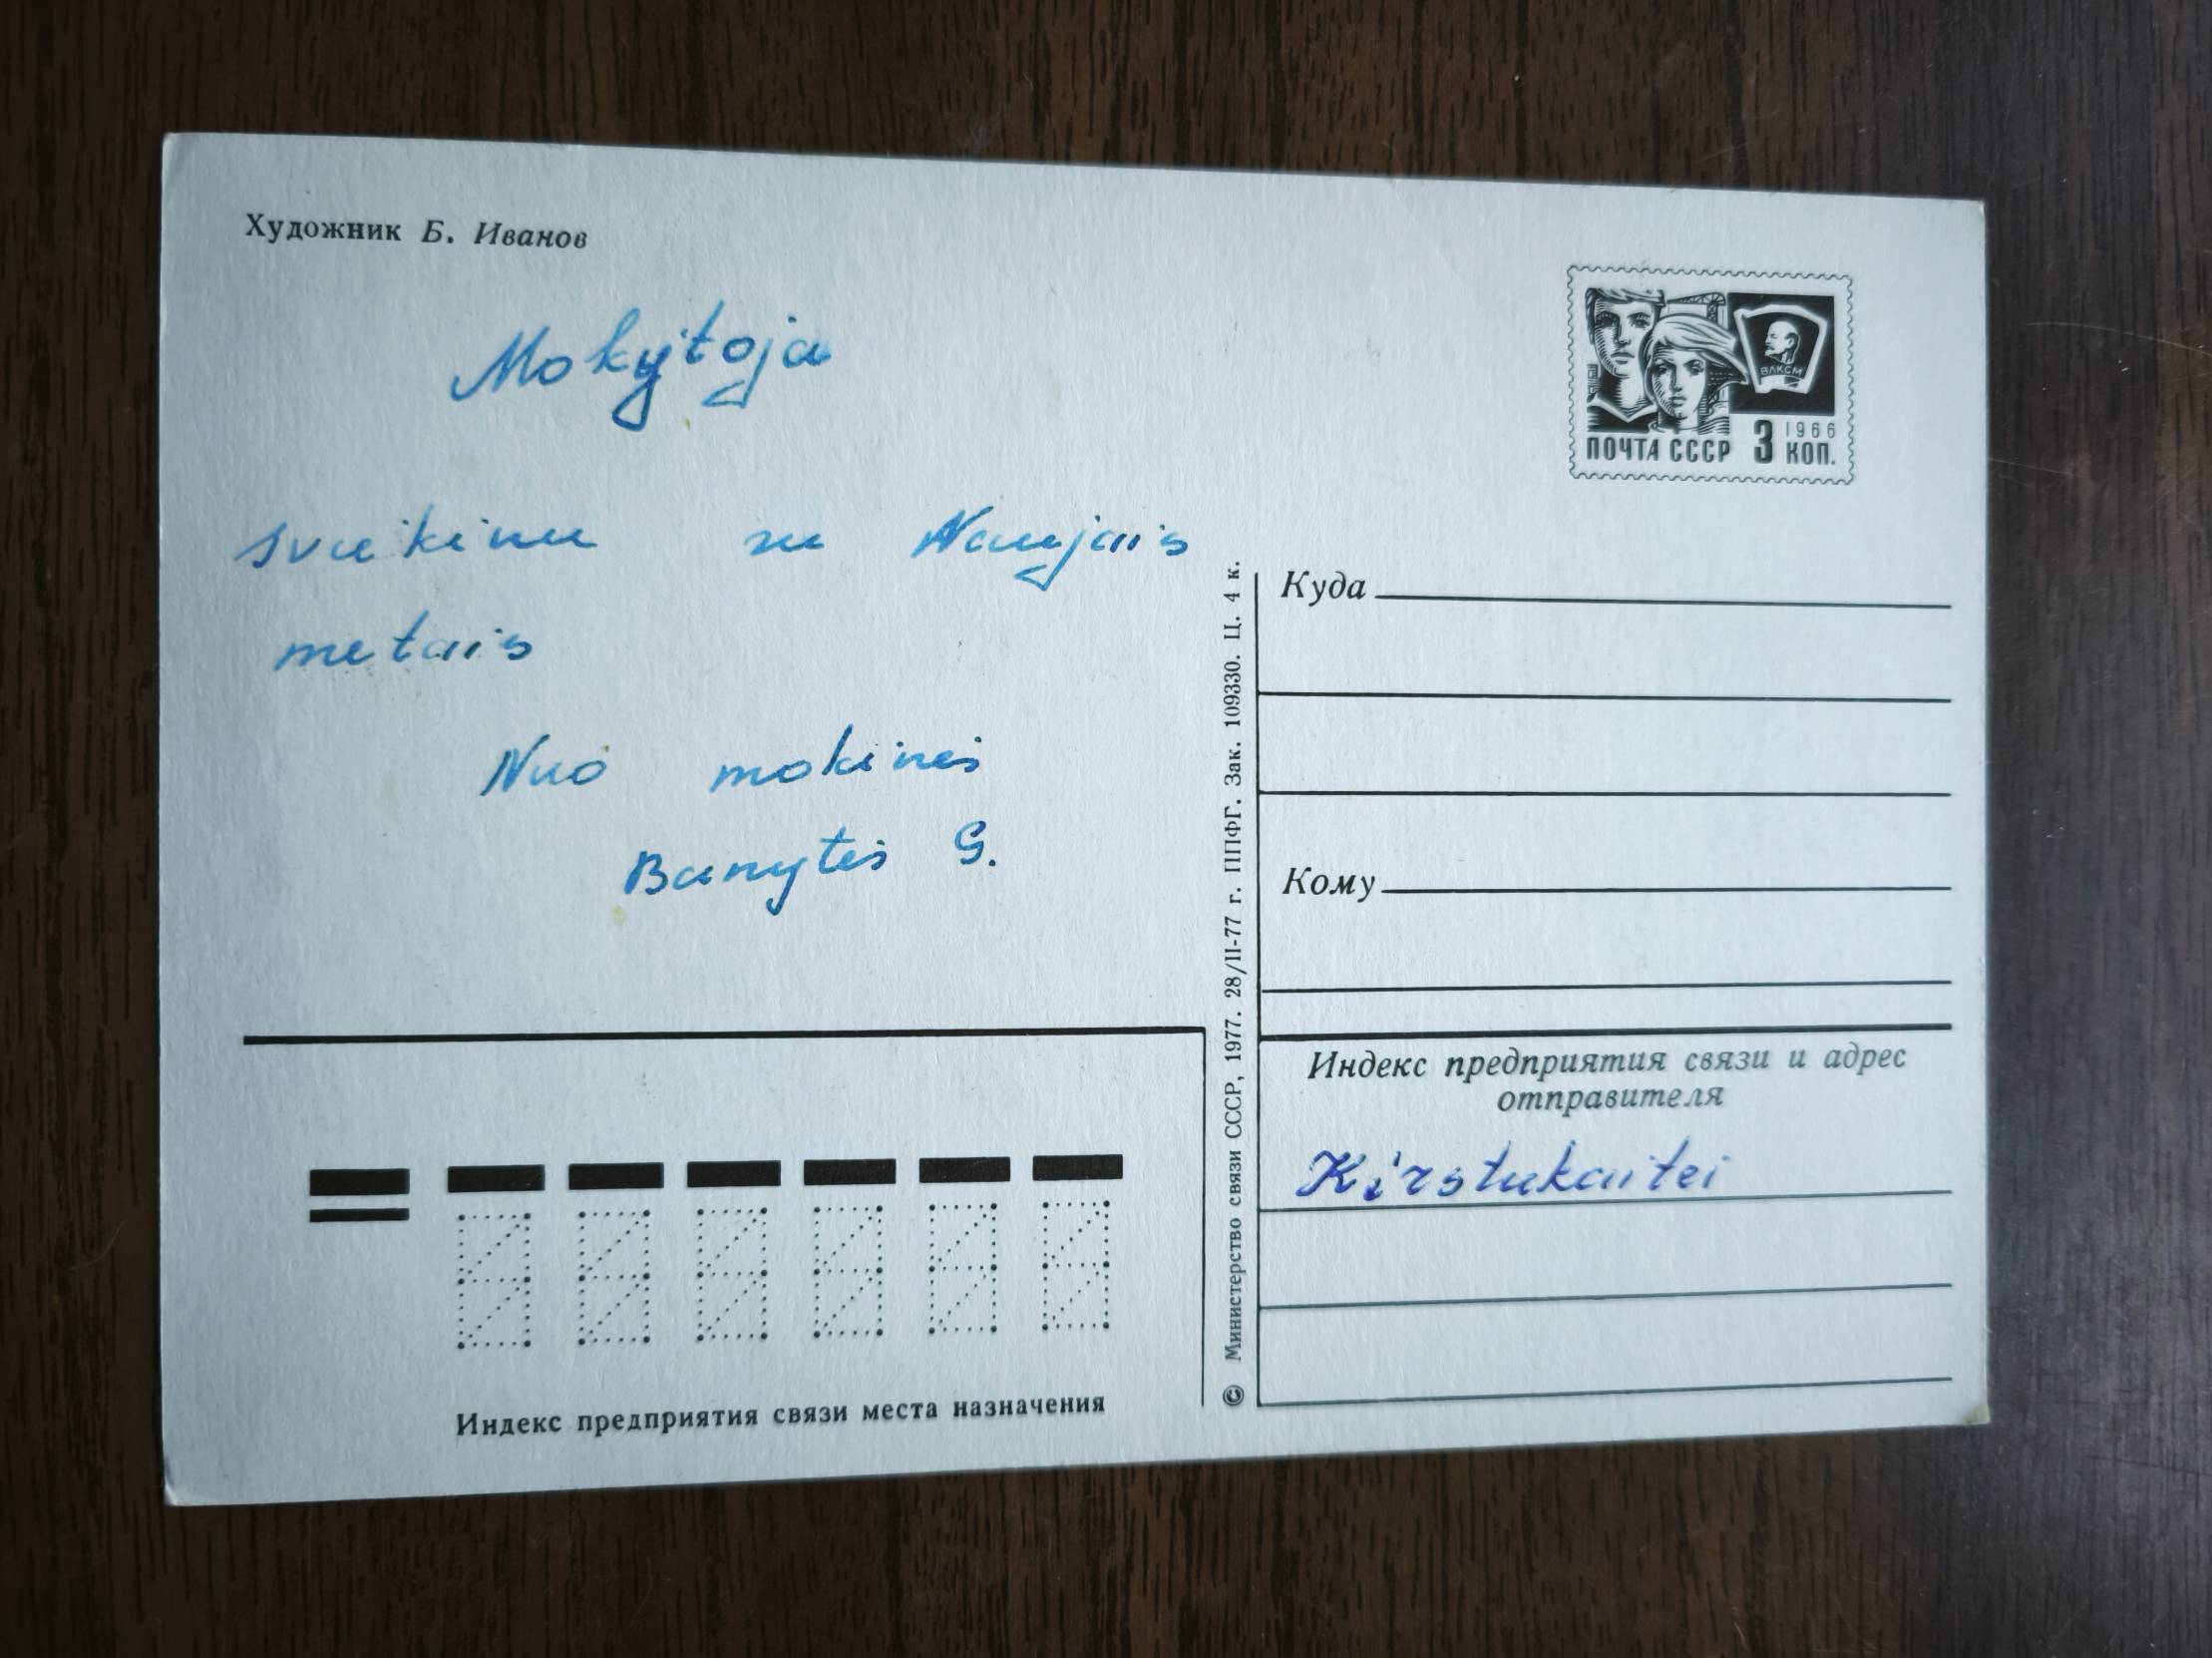 Художник Б. Иванов
Mokytoja
sveikinu su Naujais
metais
Nuo mokinės
Banytės G.
ВЛКСМ
ПОЧТА СССР 3 1966 КОП.
Куда
Кому
Индекс предприятия связи и адрес
отправителя
Kirstukaitei
© Министерство связи СССР, 1977. 28/II-77 г. ППФГ. Зак. 109330. Ц. 4 к.
Индекс предприятия связи места назначения